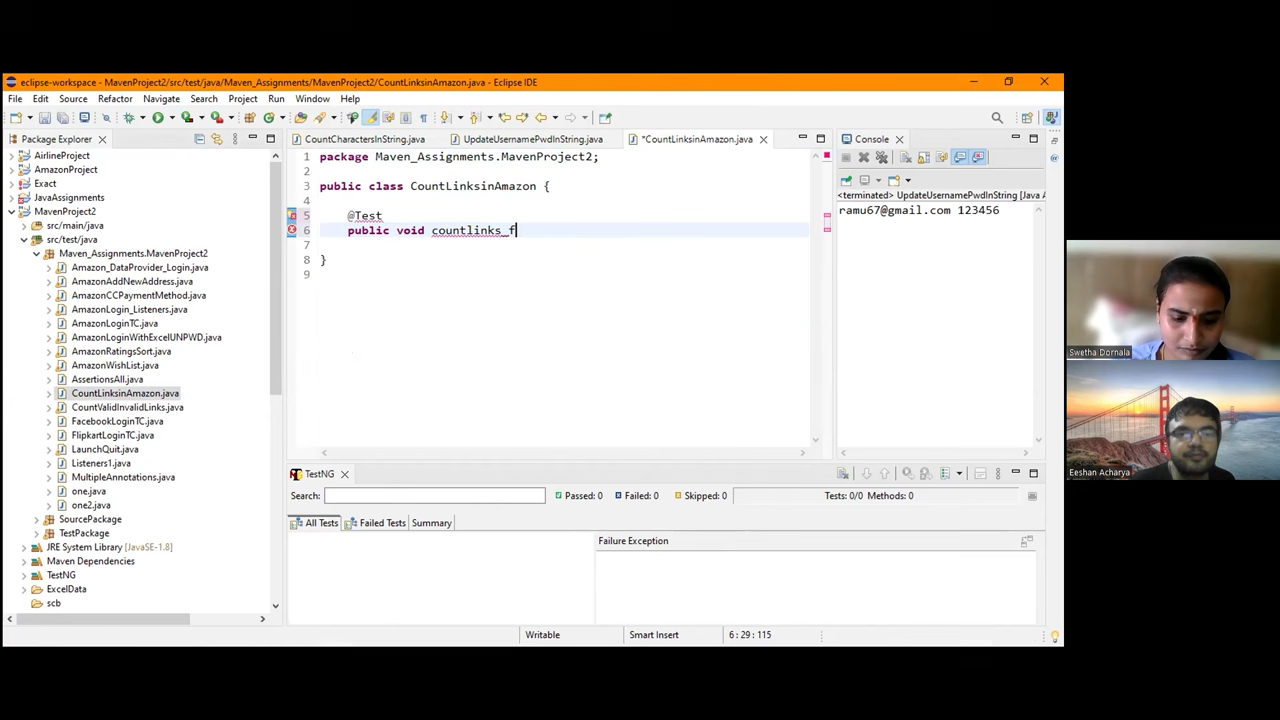 eclipse-workspace - MavenProject2/src/test/java/Maven_Assignments/MavenProject2/CountLinksinAmazon.java - Eclipse IDE
File Edit Source Refactor Navigate Search Project Run Window Help
Package Explorer
CountCharactersInString.java
UpdateUsernamePwdInString.java
*CountLinksinAmazon.java
Console
AirlineProject
AmazonProject
Exact
JavaAssignments
MavenProject2
src/main/java
src/test/java
Maven_Assignments.MavenProject2
Amazon_DataProvider_Login.java
AmazonAddNewAddress.java
AmazonCCPaymentMethod.java
AmazonLogin_Listeners.java
AmazonLoginTC.java
AmazonLoginWithExcelUNPWD.java
AmazonRatingsSort.java
AmazonWishList.java
AssertionsAll.java
CountLinksinAmazon.java
CountValidInvalidLinks.java
FacebookLoginTC.java
FlipkartLoginTC.java
LaunchQuit.java
Listeners1.java
MultipleAnnotations.java
one.java
one2.java
SourcePackage
TestPackage
JRE System Library [JavaSE-1.8]
Maven Dependencies
TestNG
ExcelData
scb
1 package Maven_Assignments.MavenProject2;
2
3 public class CountLinksinAmazon {
4
5 @Test
6 public void countlinks_f
7
8 }
9
<terminated> UpdateUsernamePwdInString [Java A
ramu67@gmail.com 123456
TestNG
Search:
Passed: 0
Failed: 0
Skipped: 0
Tests: 0/0 Methods: 0
All Tests
Failed Tests
Summary
Failure Exception
Writable
Smart Insert
6 : 29 : 115
Swetha Dornala
Eeshan Acharya